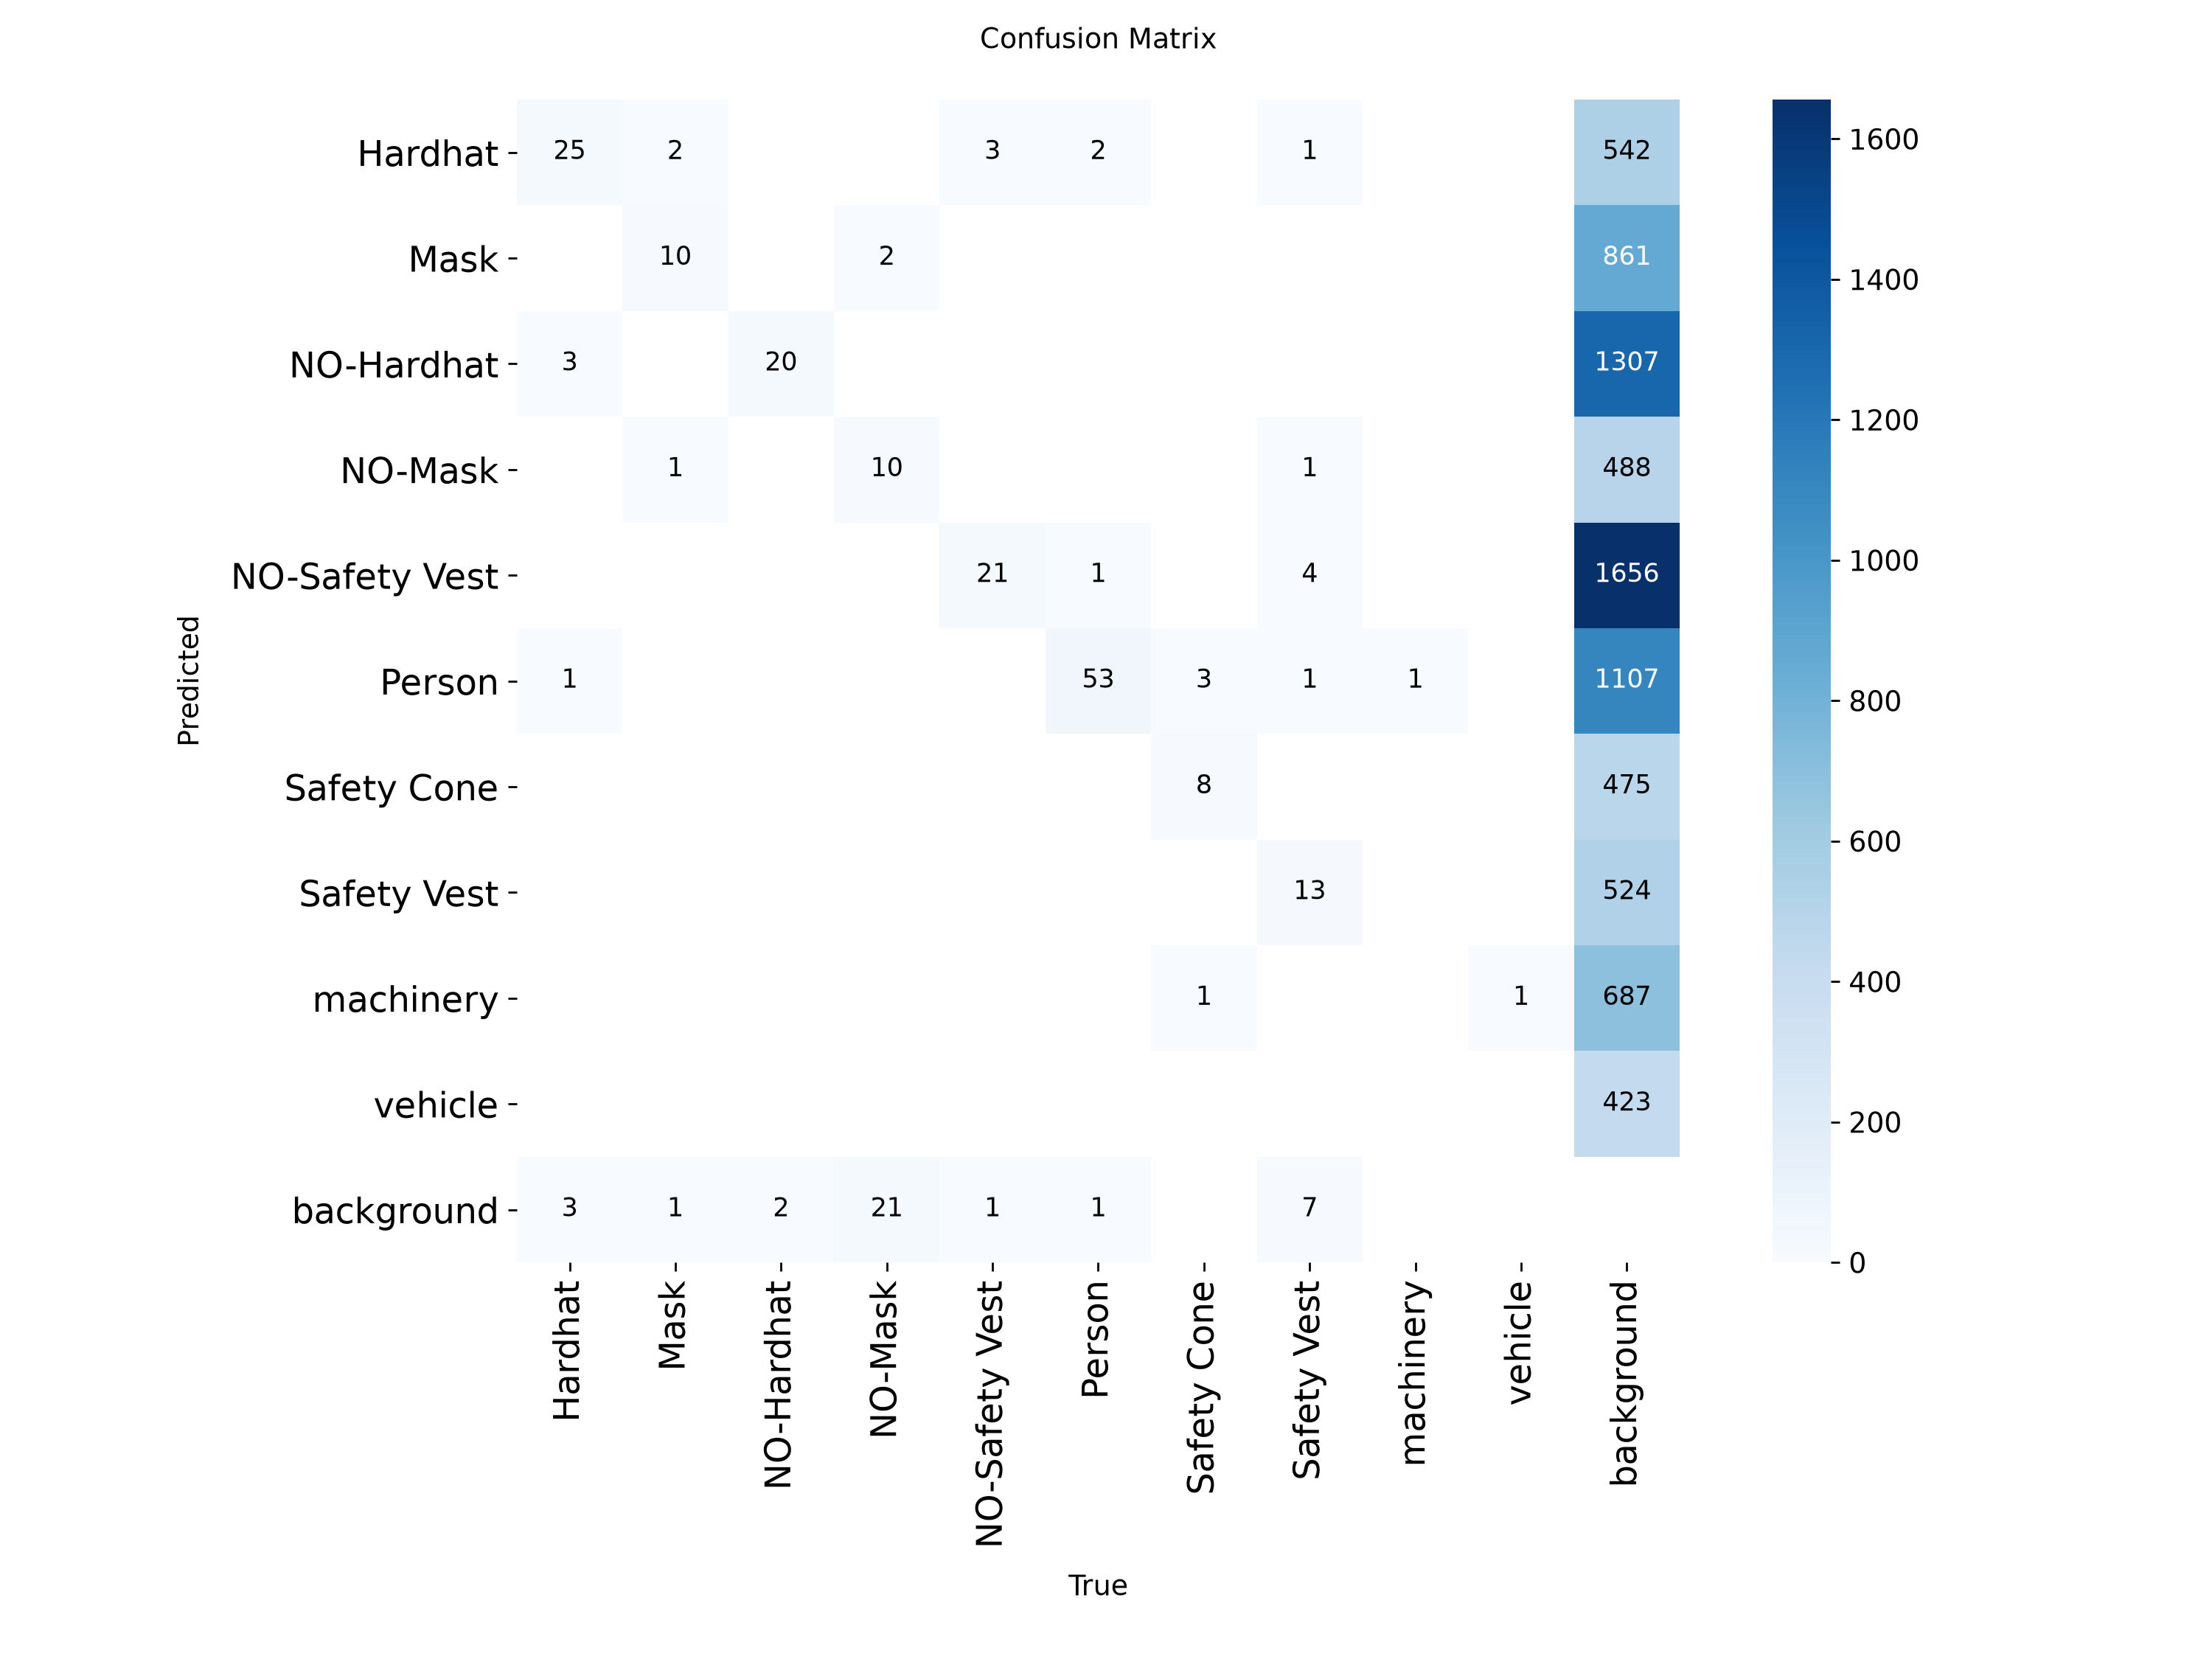 Confusion Matrix
Hardhat 25 2 3 2 1 542
Mask 10 2 861
NO-Hardhat 3 20 1307
NO-Mask 1 10 1 488
NO-Safety Vest 21 1 4 1656
Person 1 53 3 1 1 1107
Safety Cone 8 475
Safety Vest 13 524
machinery 1 1 687
vehicle 423
background 3 1 2 21 1 1 7
Predicted
Hardhat
Mask
NO-Hardhat
NO-Mask
NO-Safety Vest
Person
Safety Cone
Safety Vest
machinery
vehicle
background
True
1600
1400
1200
1000
800
600
400
200
0